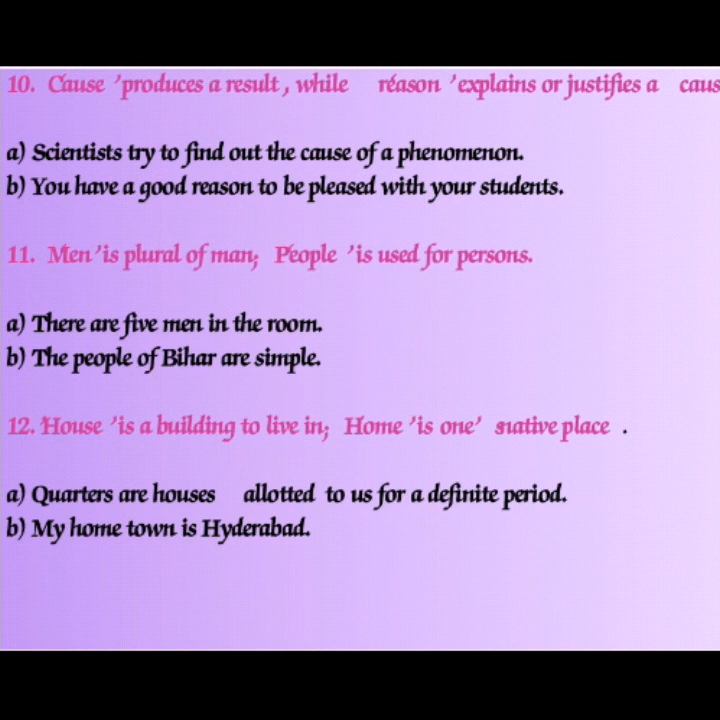 10. ‘Cause ’produces a result , while ‘reason ’explains or justifies a caus
a) Scientists try to find out the cause of a phenomenon.
b) You have a good reason to be pleased with your students.
11. ‘Men ’is plural of man; ‘People ’is used for persons.
a) There are five men in the room.
b) The people of Bihar are simple.
12. ‘House ’is a building to live in; ‘Home ’is one’ snative place .
a) Quarters are houses allotted to us for a definite period.
b) My home town is Hyderabad.